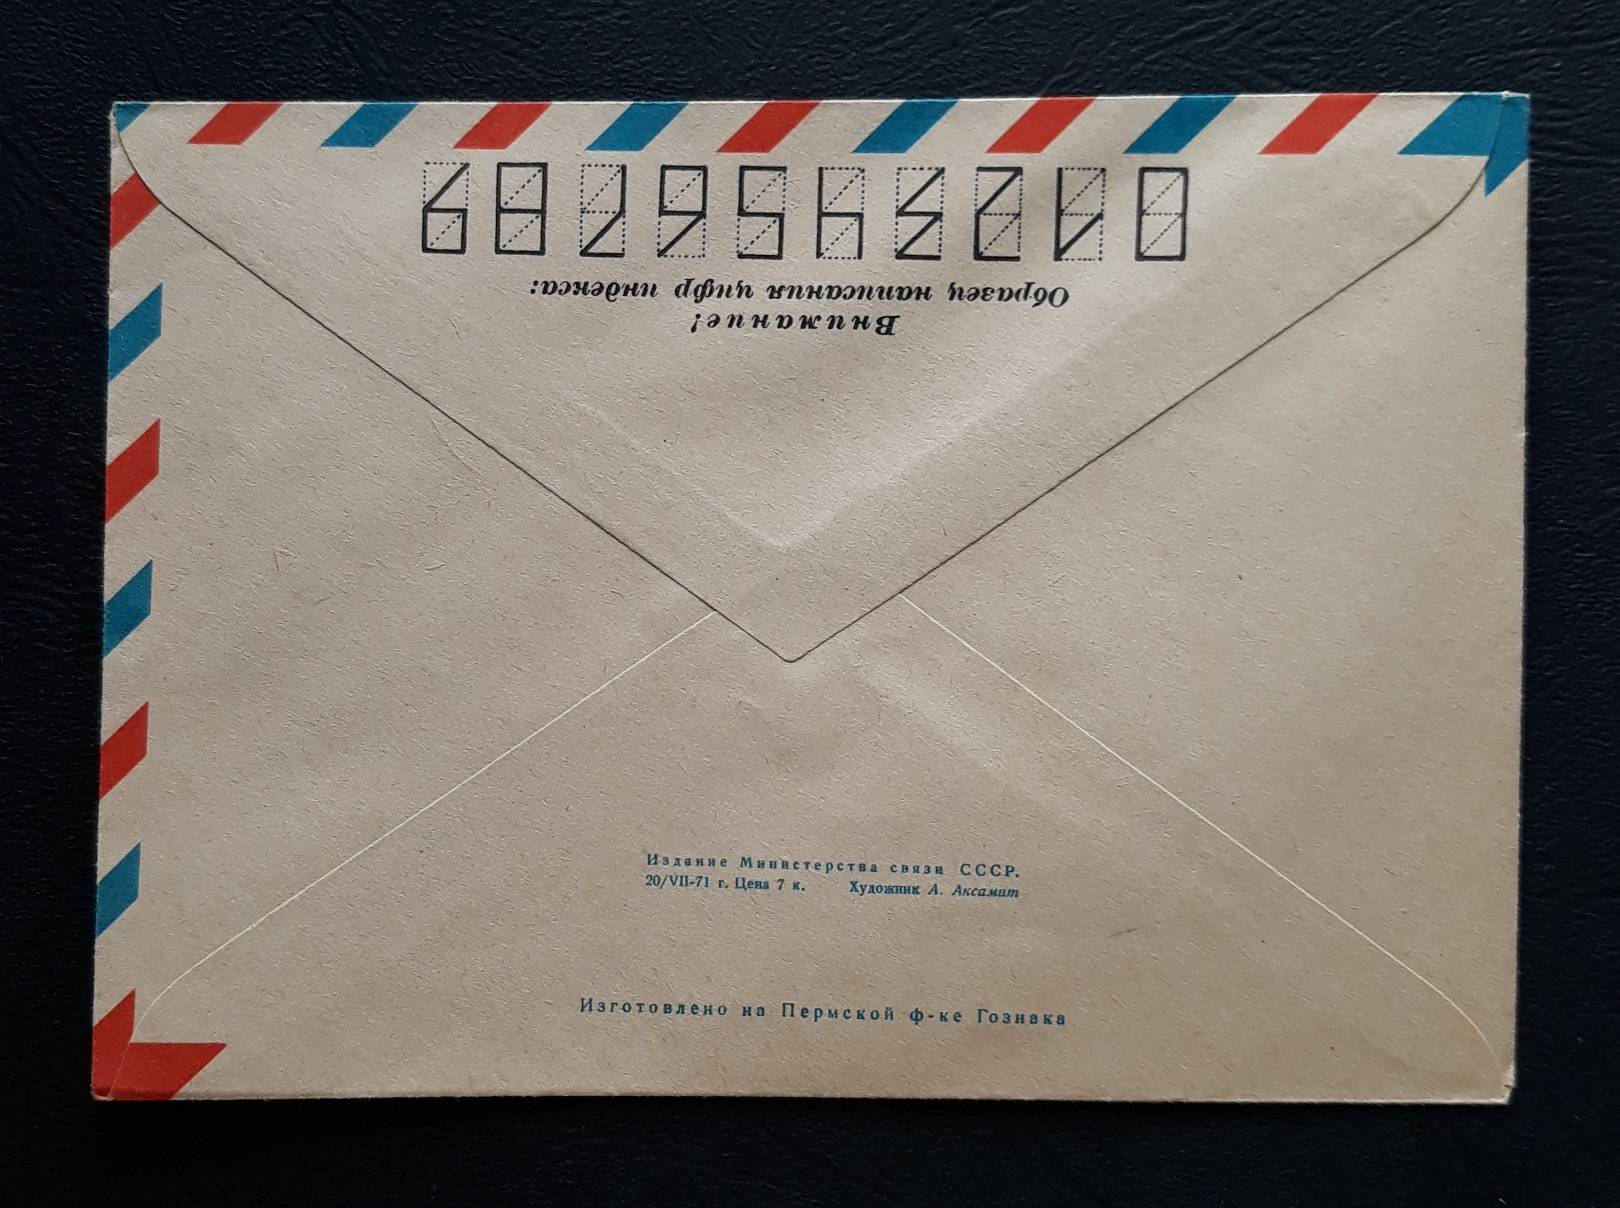 Внимание!
Образец написания цифр индекса:
0123456789
Издание Министерства связи СССР.
20/VII-71 г. Цена 7 к. Художник А. Аксамит
Изготовлено на Пермской ф-ке Гознака